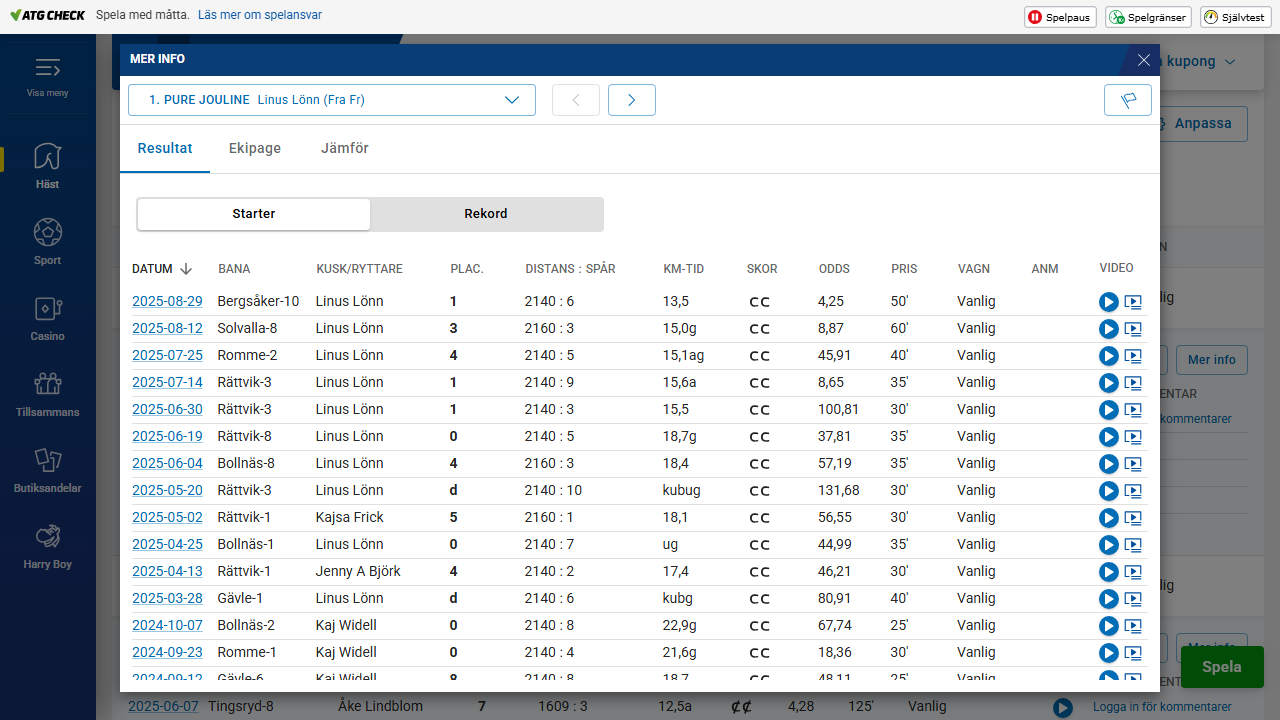 ATG CHECK Spela med måtta. Läs mer om spelansvar Spelpaus Spelgränser Självtest
Visa meny
Häst
Sport
Casino
Tillsammans
Butiksandelar
Harry Boy
kupong
Anpassa
MER INFO
1. PURE JOULINE Linus Lönn (Fra Fr)
Resultat Ekipage Jämför
Starter Rekord
DATUM BANA KUSK/RYTTARE PLAC. DISTANS : SPÅR KM-TID SKOR ODDS PRIS VAGN ANM VIDEO
2025-08-29 Bergsåker-10 Linus Lönn 1 2140 : 6 13,5 C C 4,25 50' Vanlig
2025-08-12 Solvalla-8 Linus Lönn 3 2160 : 3 15,0g C C 8,87 60' Vanlig
2025-07-25 Romme-2 Linus Lönn 4 2140 : 5 15,1ag C C 45,91 40' Vanlig
2025-07-14 Rättvik-3 Linus Lönn 1 2140 : 9 15,6a C C 8,65 35' Vanlig
2025-06-30 Rättvik-3 Linus Lönn 1 2140 : 3 15,5 C C 100,81 30' Vanlig
2025-06-19 Rättvik-8 Linus Lönn 0 2140 : 5 18,7g C C 37,81 35' Vanlig
2025-06-04 Bollnäs-8 Linus Lönn 4 2160 : 3 18,4 C C 57,19 35' Vanlig
2025-05-20 Rättvik-3 Linus Lönn d 2140 : 10 kubug C C 131,68 30' Vanlig
2025-05-02 Rättvik-1 Kajsa Frick 5 2160 : 1 18,1 C C 56,55 30' Vanlig
2025-04-25 Bollnäs-1 Linus Lönn 0 2140 : 7 ug C C 44,99 35' Vanlig
2025-04-13 Rättvik-1 Jenny A Björk 4 2140 : 2 17,4 C C 46,21 30' Vanlig
2025-03-28 Gävle-1 Linus Lönn d 2140 : 6 kubg C C 80,91 40' Vanlig
2024-10-07 Bollnäs-2 Kaj Widell 0 2140 : 8 22,9g C C 67,74 25' Vanlig
2024-09-23 Romme-1 Kaj Widell 0 2140 : 4 21,6g C C 18,36 30' Vanlig
2024-09-12 Gävle-6 Kaj Widell 8 2140 : 8 18,7 C C 48,11 25' Vanlig
Mer info
kommentarer
Mer info
Spela
2025-06-07 Tingsryd-8 Åke Lindblom 7 1609 : 3 12,5a ¢ ¢ 4,28 125' Vanlig Logga in för kommentarer